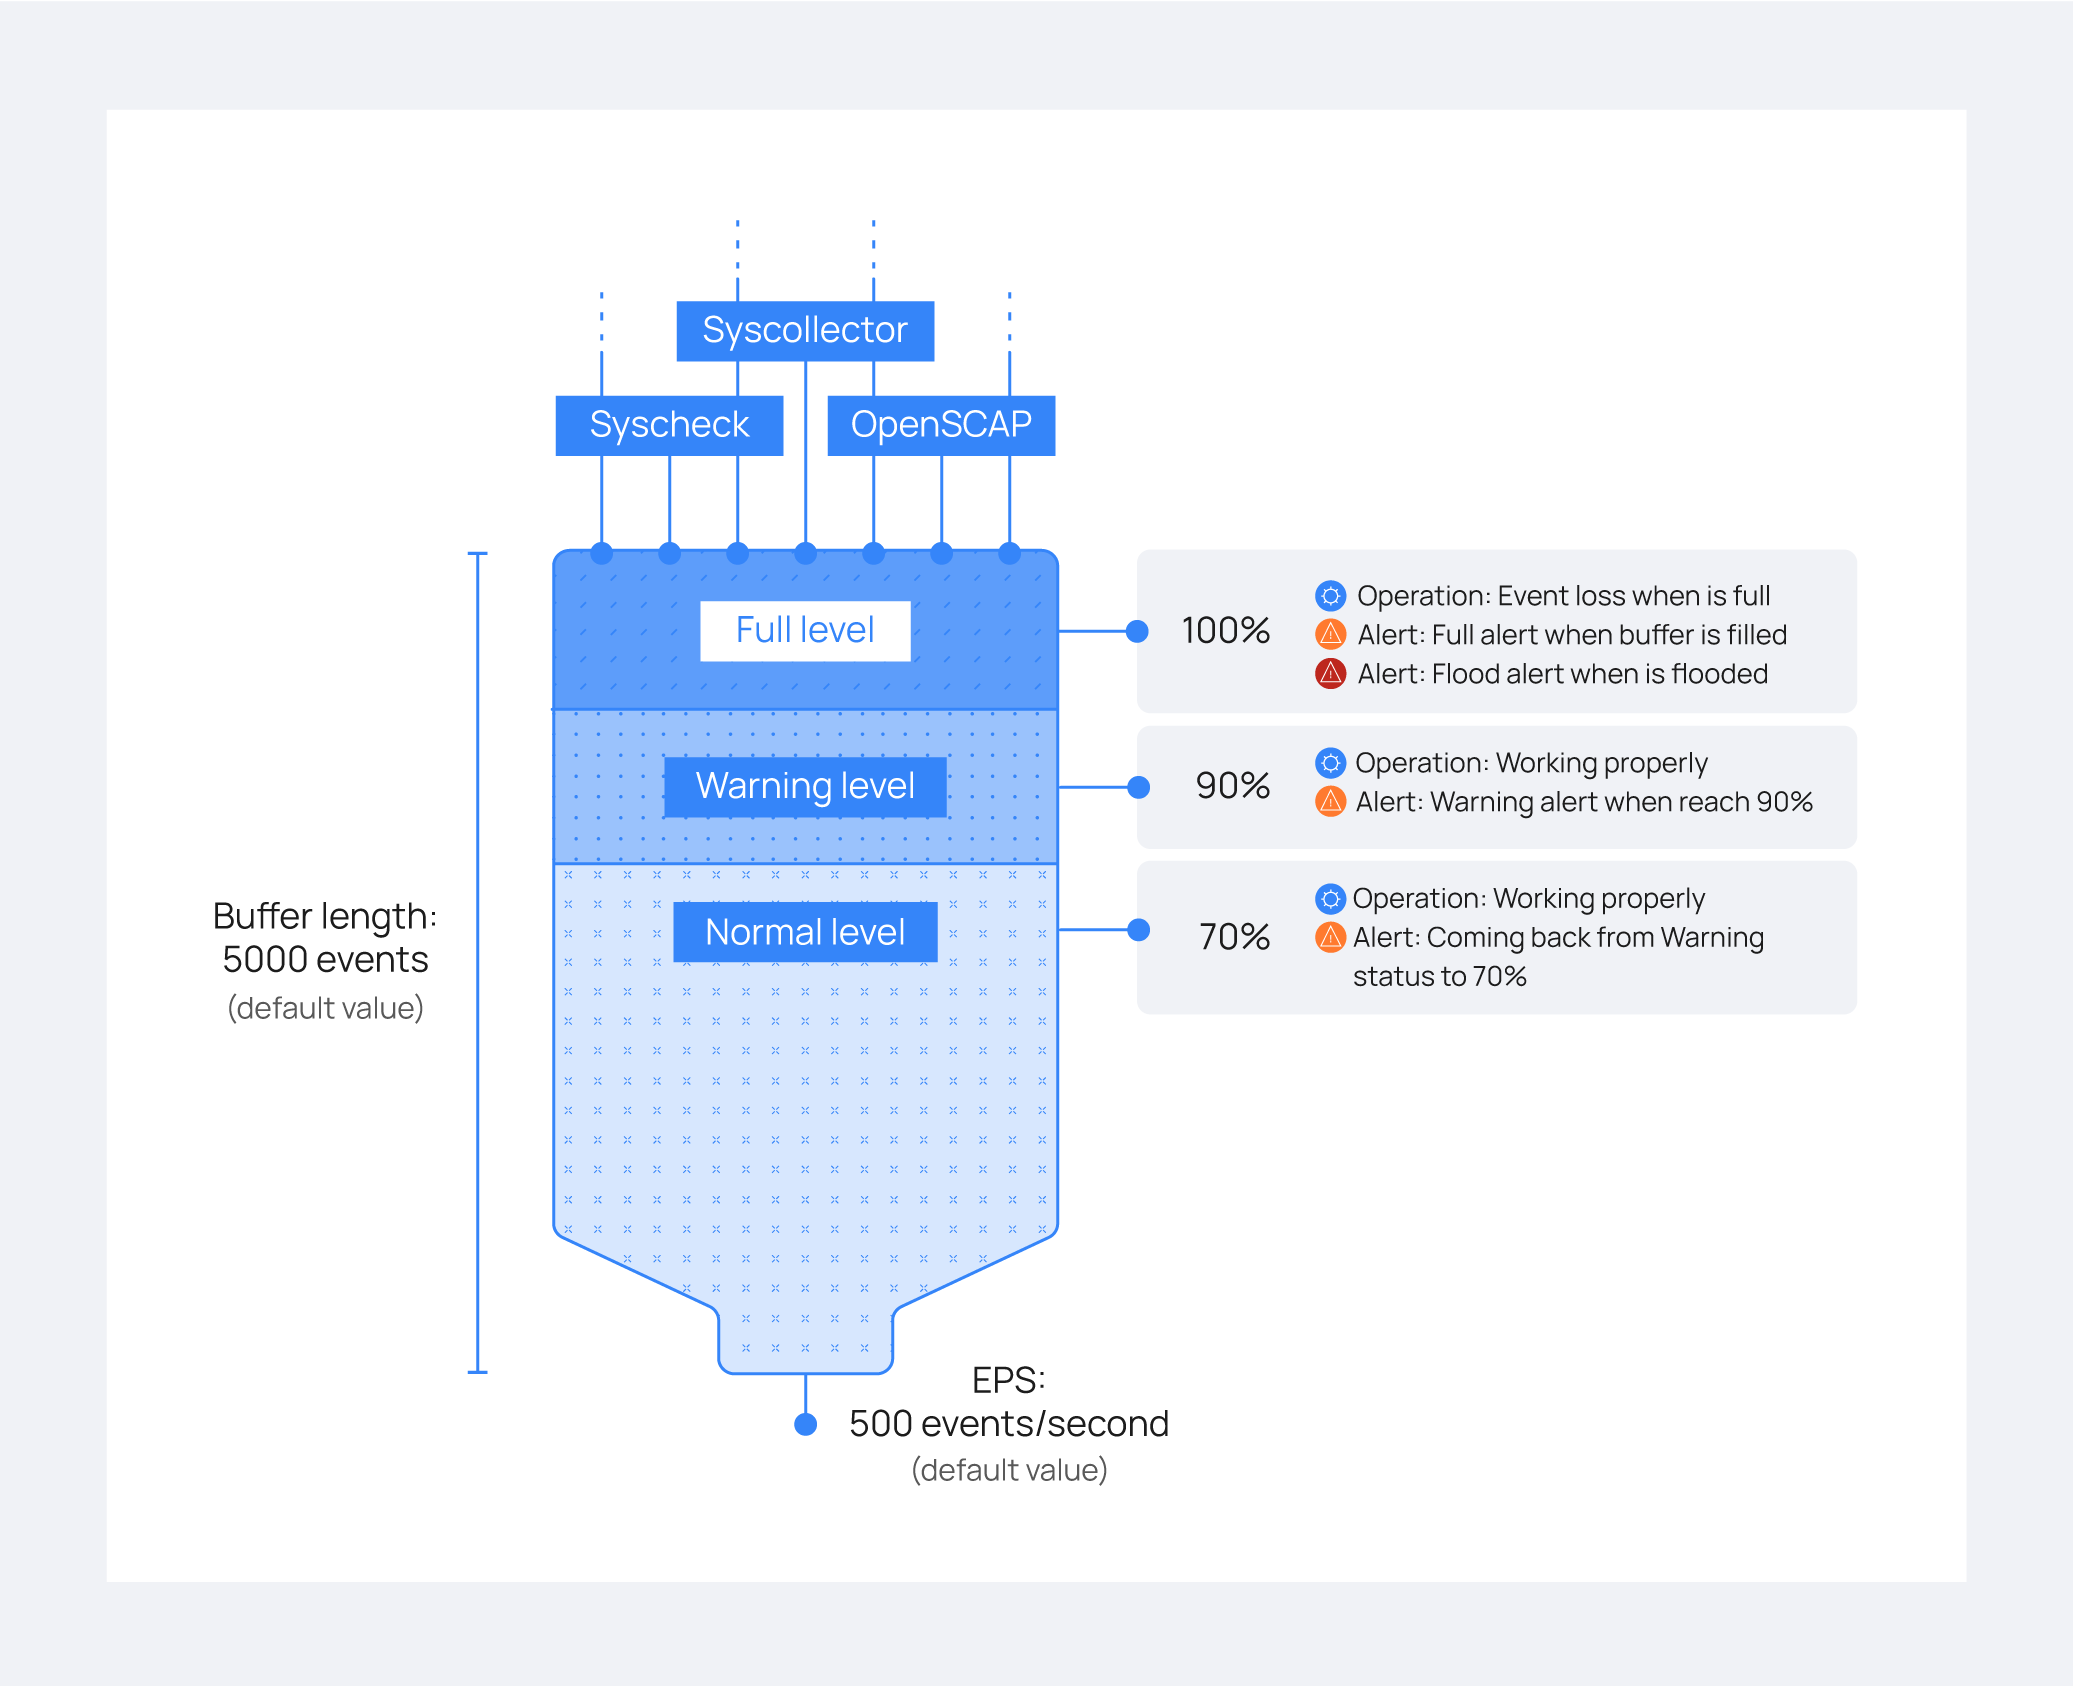 Syscollector
Syscheck
OpenSCAP
Full level
100%
Operation: Event loss when is full
Alert: Full alert when buffer is filled
Alert: Flood alert when is flooded
Warning level
90%
Operation: Working properly
Alert: Warning alert when reach 90%
Normal level
70%
Operation: Working properly
Alert: Coming back from Warning
status to 70%
Buffer length:
5000 events
(default value)
EPS:
500 events/second
(default value)